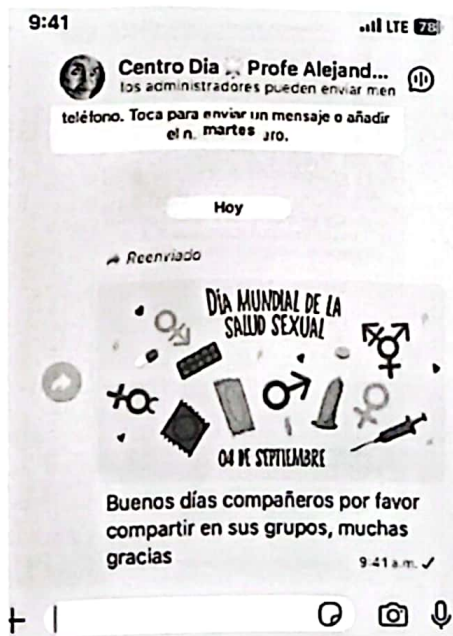 9:41
LTE 78
Centro Dia Profe Alejand...
los administradores pueden enviar men
teléfono. Toca para enviar un mensaje o añadir
el n. martes
Hoy
Reenviado
DÍA MUNDIAL DE LA
SALUD SEXUAL
04 DE SEPTIEMBRE
Buenos días compañeros por favor
compartir en sus grupos, muchas
gracias
9:41 a.m.